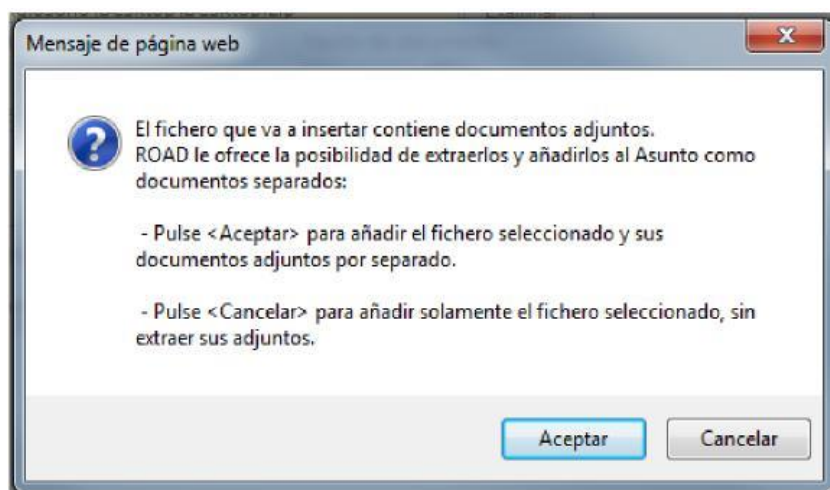 Mensaje de página web
El fichero que va a insertar contiene documentos adjuntos.
ROAD le ofrece la posibilidad de extraerlos y añadirlos al Asunto como
documentos separados:
- Pulse <Aceptar> para añadir el fichero seleccionado y sus
documentos adjuntos por separado.
- Pulse <Cancelar> para añadir solamente el fichero seleccionado, sin
extraer sus adjuntos.
Aceptar
Cancelar